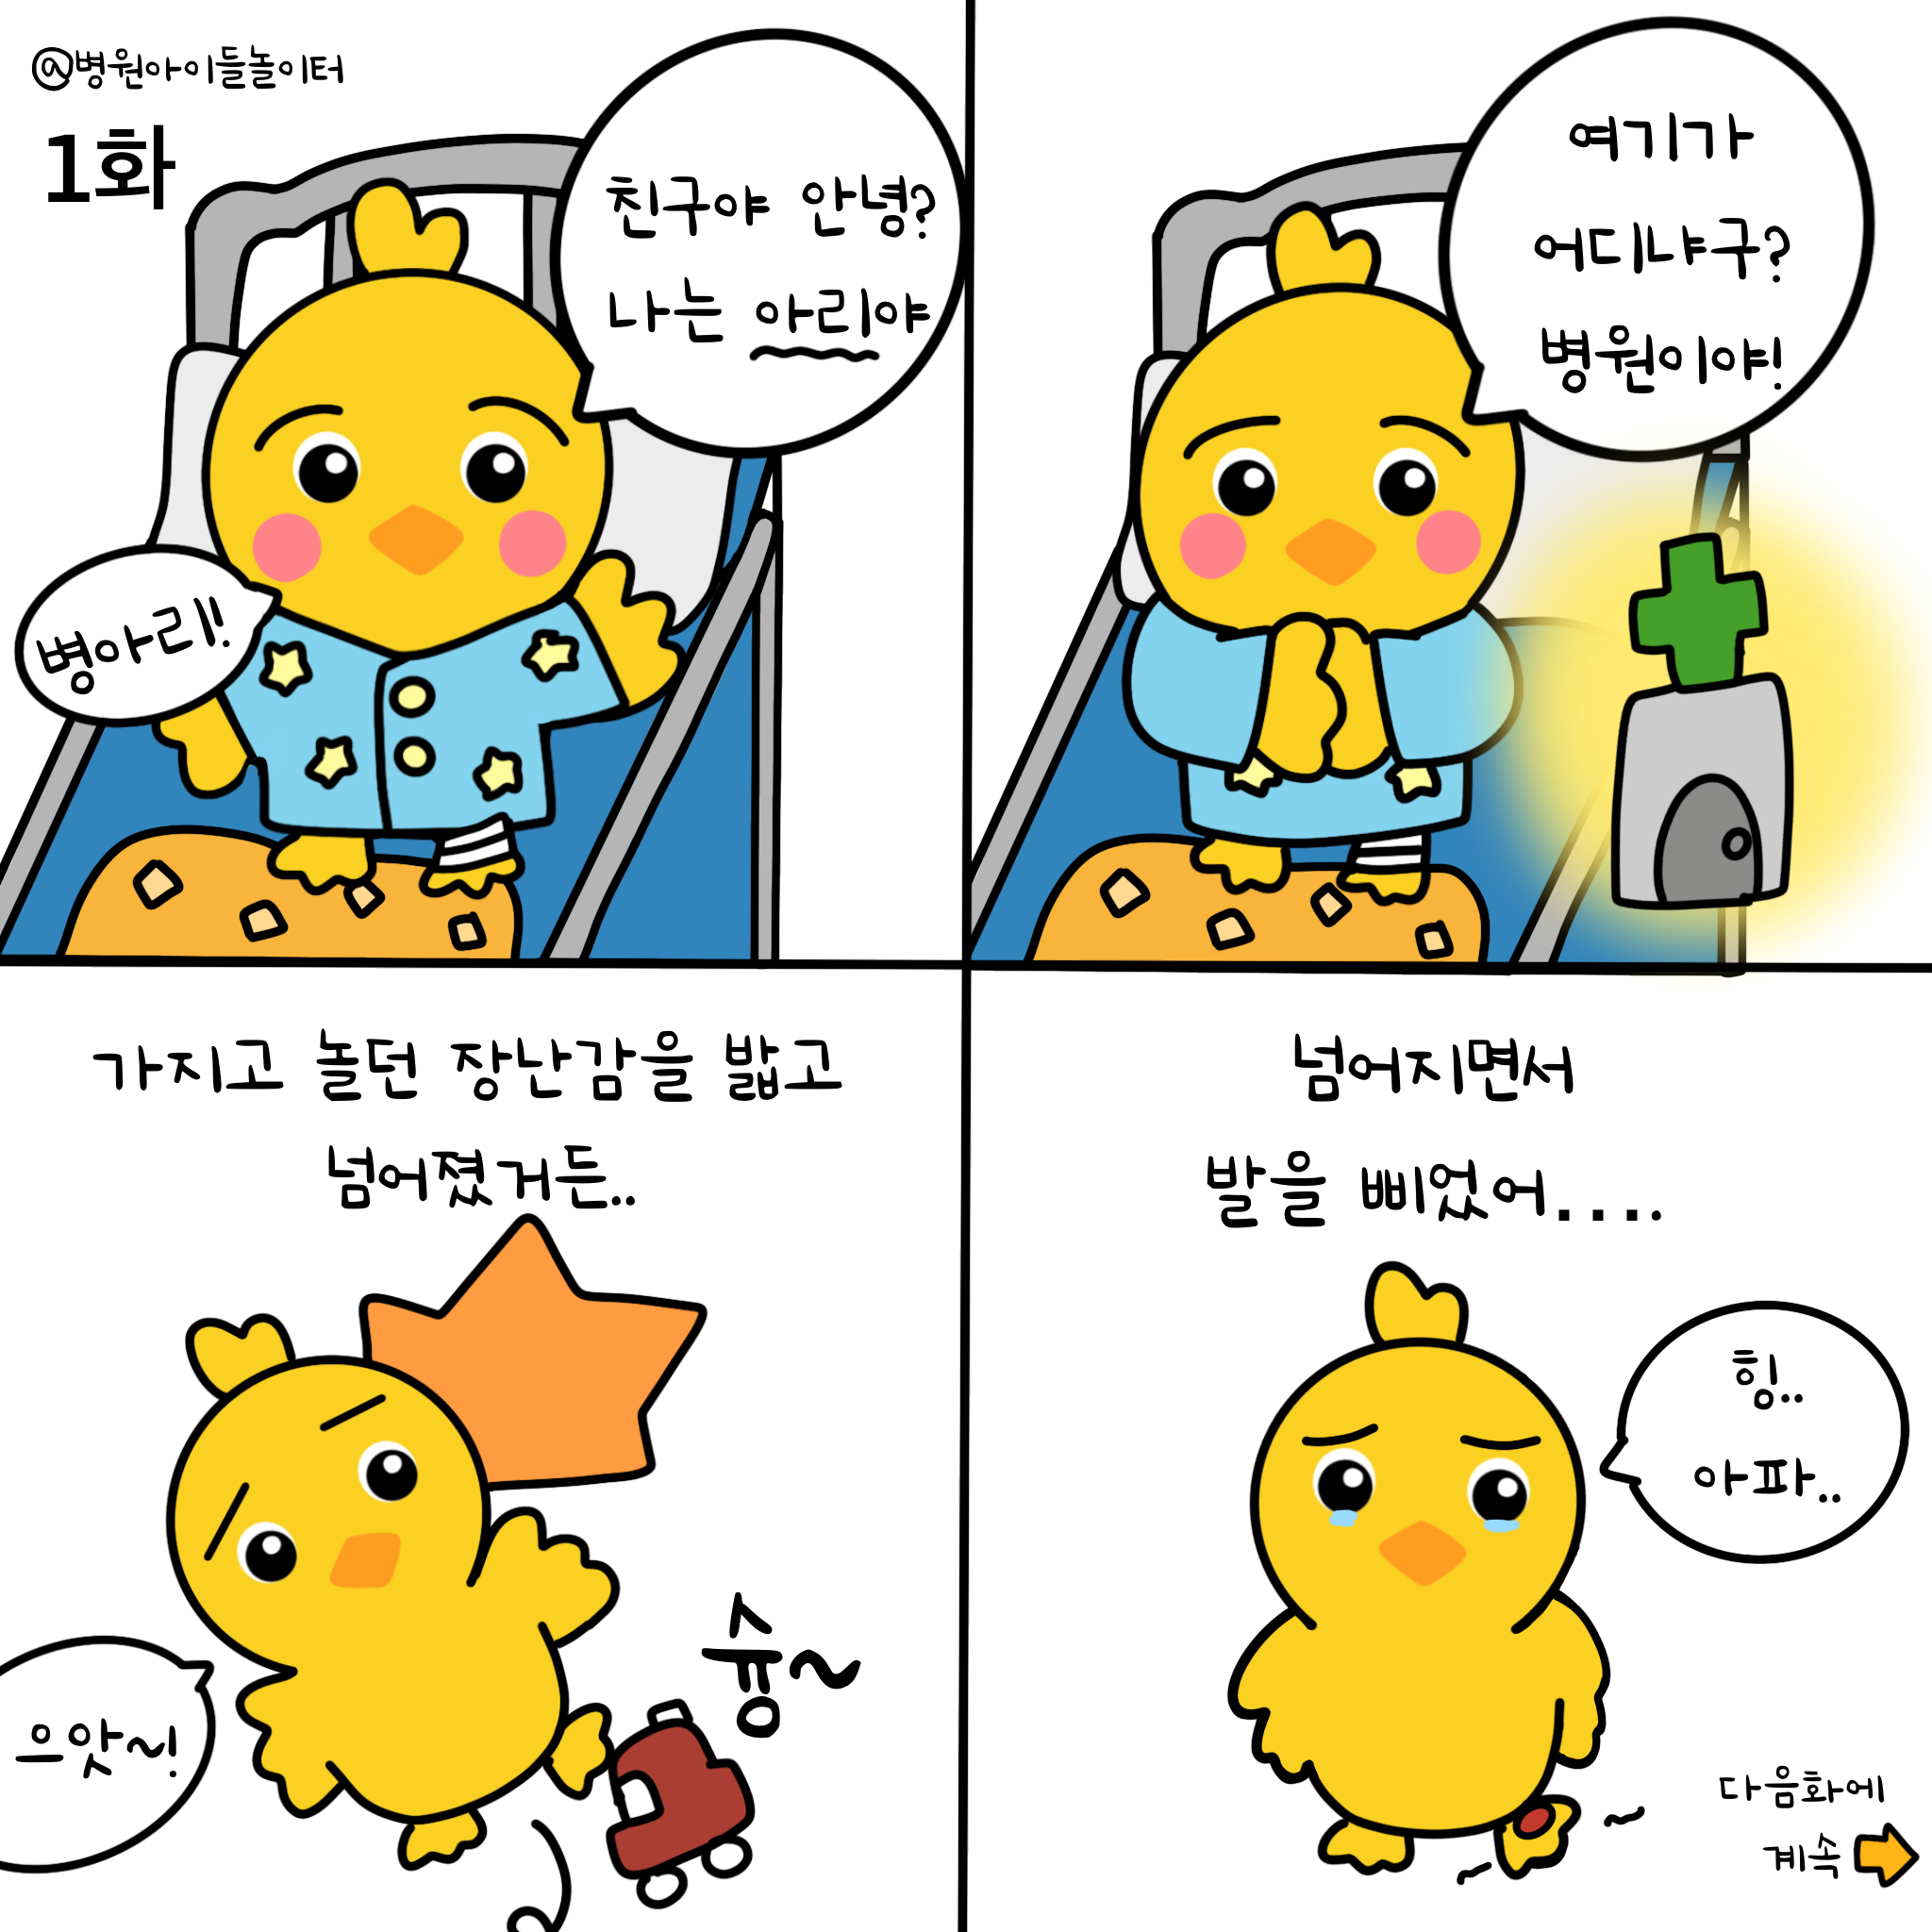 @병원아이들놀이터
1화
친구야 안녕?
나는 아리야
병아리!!
여기가
어디냐구?
병원이야!
가지고 놀던 장난감을 밟고
넘어졌거든..
으앗~!
슝~
넘어지면서
발을 삐었어....
힝..
아파..
다음화에
계속